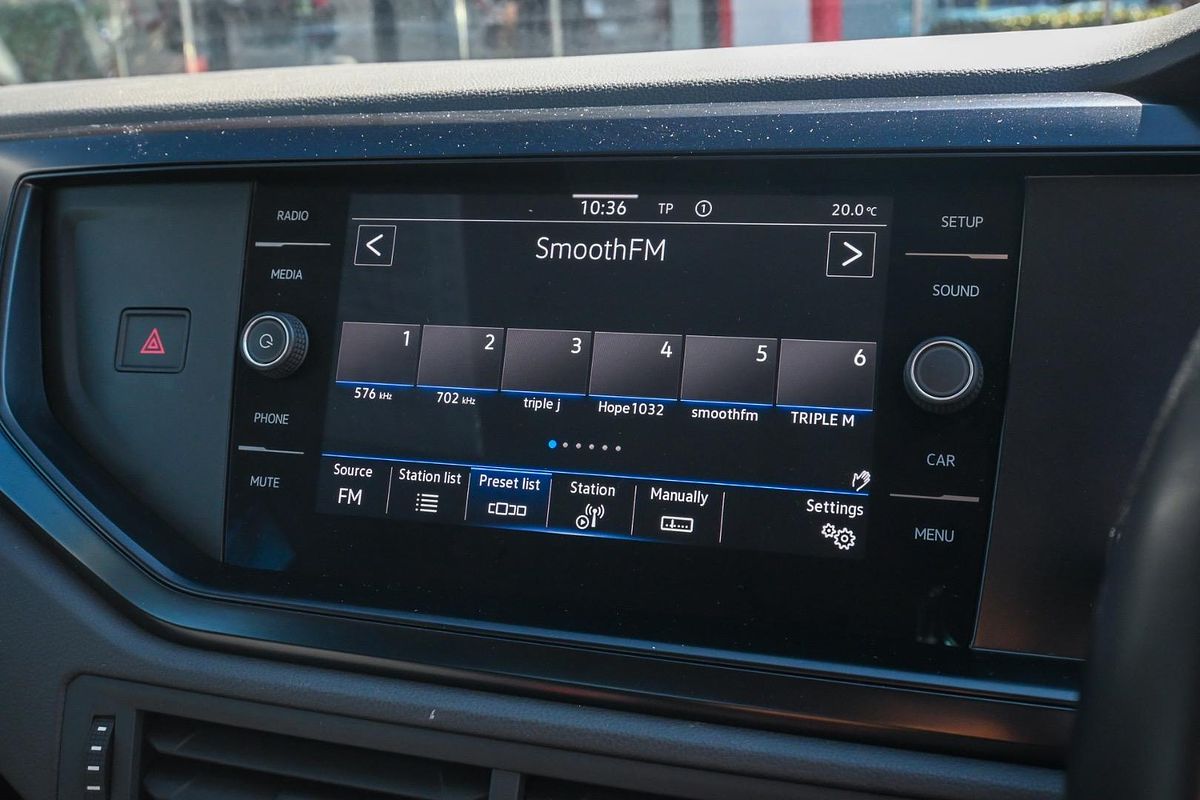 RADIO
MEDIA
PHONE
MUTE
10:36 TP 1 20.0°C
< SmoothFM >
1 2 3 4 5 6
576 kHz 702 kHz triple j Hope1032 smoothfm TRIPLE M
Source Station list Preset list Station Manually Settings
FM
SETUP
SOUND
CAR
MENU